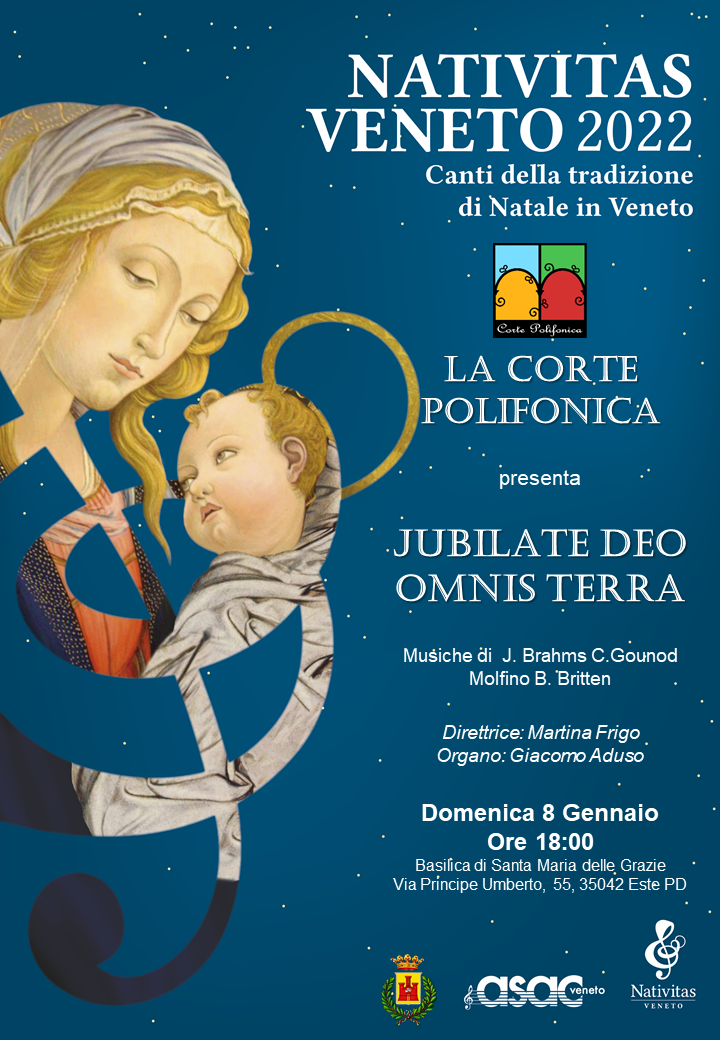 NATIVITAS
VENETO 2022
Canti della tradizione
di Natale in Veneto
Corte Polifonica
LA CORTE
POLIFONICA
presenta
JUBILATE DEO
OMNIS TERRA
Musiche di J. Brahms C.Gounod
Molfino B. Britten
Direttrice: Martina Frigo
Organo: Giacomo Aduso
Domenica 8 Gennaio
Ore 18:00
Basilica di Santa Maria delle Grazie
Via Principe Umberto, 55, 35042 Este PD
asac veneto
Nativitas
VENETO